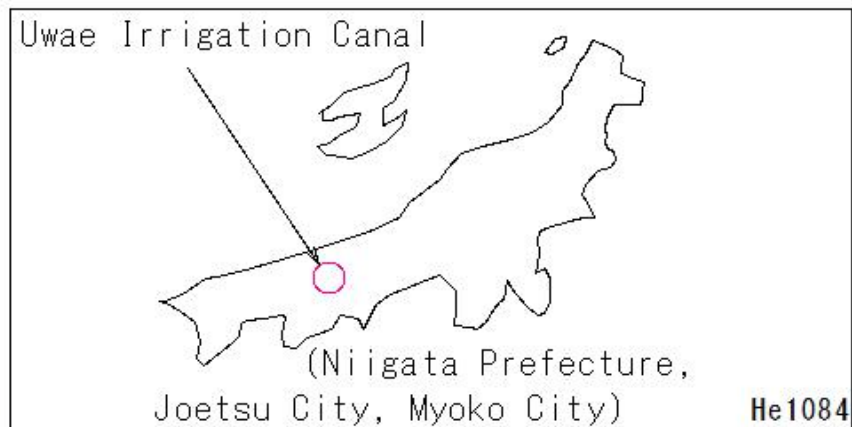 Uwae Irrigation Canal
(Niigata Prefecture,
Joetsu City, Myoko City)
He1084